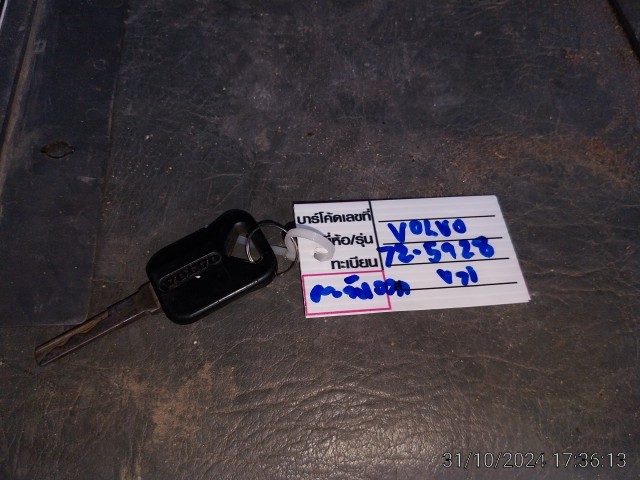 บาร์โค้ดเลขที่
ยี่ห้อ/รุ่น VOLVO
ทะเบียน 72-5928
VOLVO
31/10/2024 17:36:13